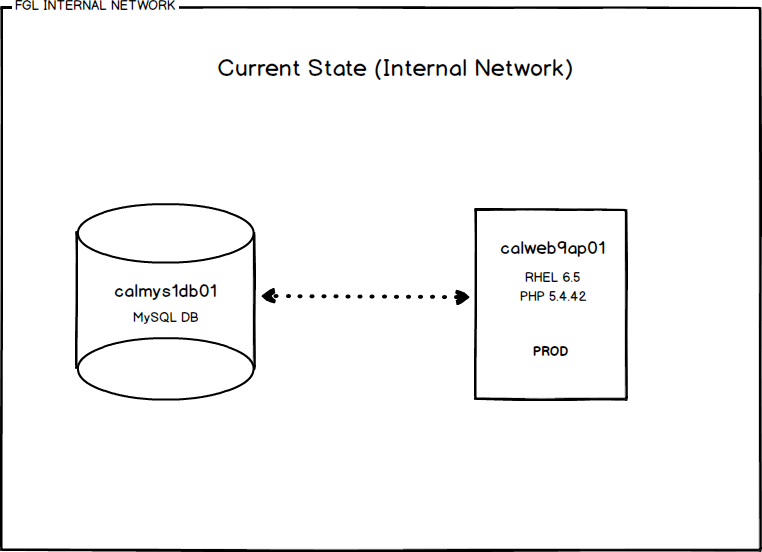 FGL INTERNAL NETWORK
Current State (Internal Network)
calmys1db01
MySQL DB
calweb9ap01
RHEL 6.5
PHP 5.4.42
PROD